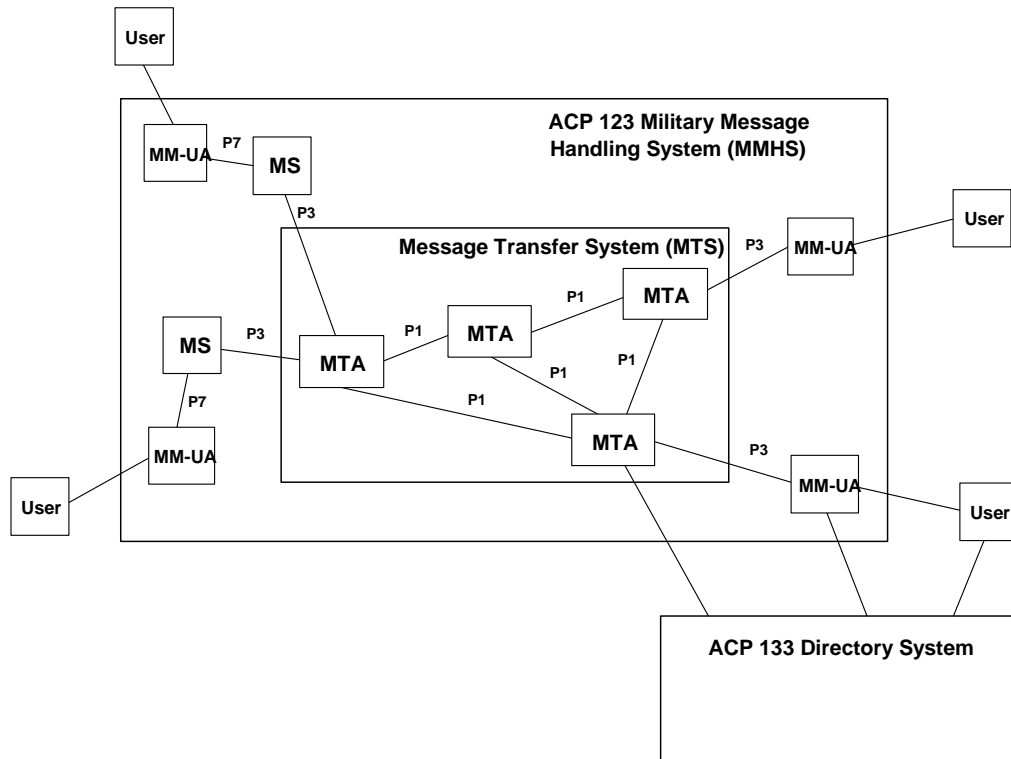 User
ACP 123 Military Message
Handling System (MMHS)
MM-UA
P7
MS
P3
User
Message Transfer System (MTS)
P3
MM-UA
MTA
P1
MTA
MS
P3
MTA
P1
P1
P1
P7
P1
MTA
MM-UA
P3
MM-UA
User
User
ACP 133 Directory System